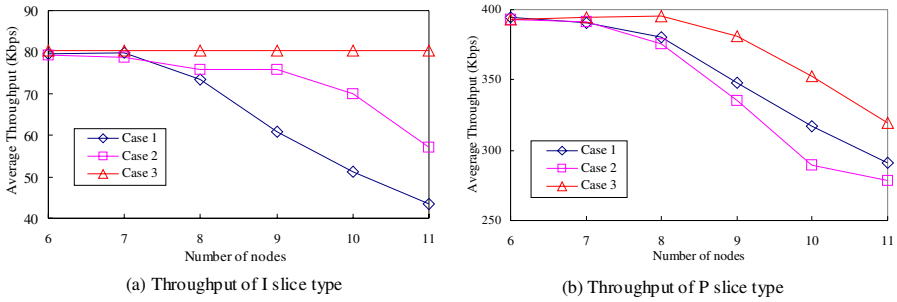 90
80
70
60
50
40
Average Throughput (Kbps)
Case 1
Case 2
Case 3
6 7 8 9 10 11
Number of nodes
(a) Throughput of I slice type
400
350
300
250
Avegrage Throughput (Kbps)
Case 1
Case 2
Case 3
6 7 8 9 10 11
Number of nodes
(b) Throughput of P slice type